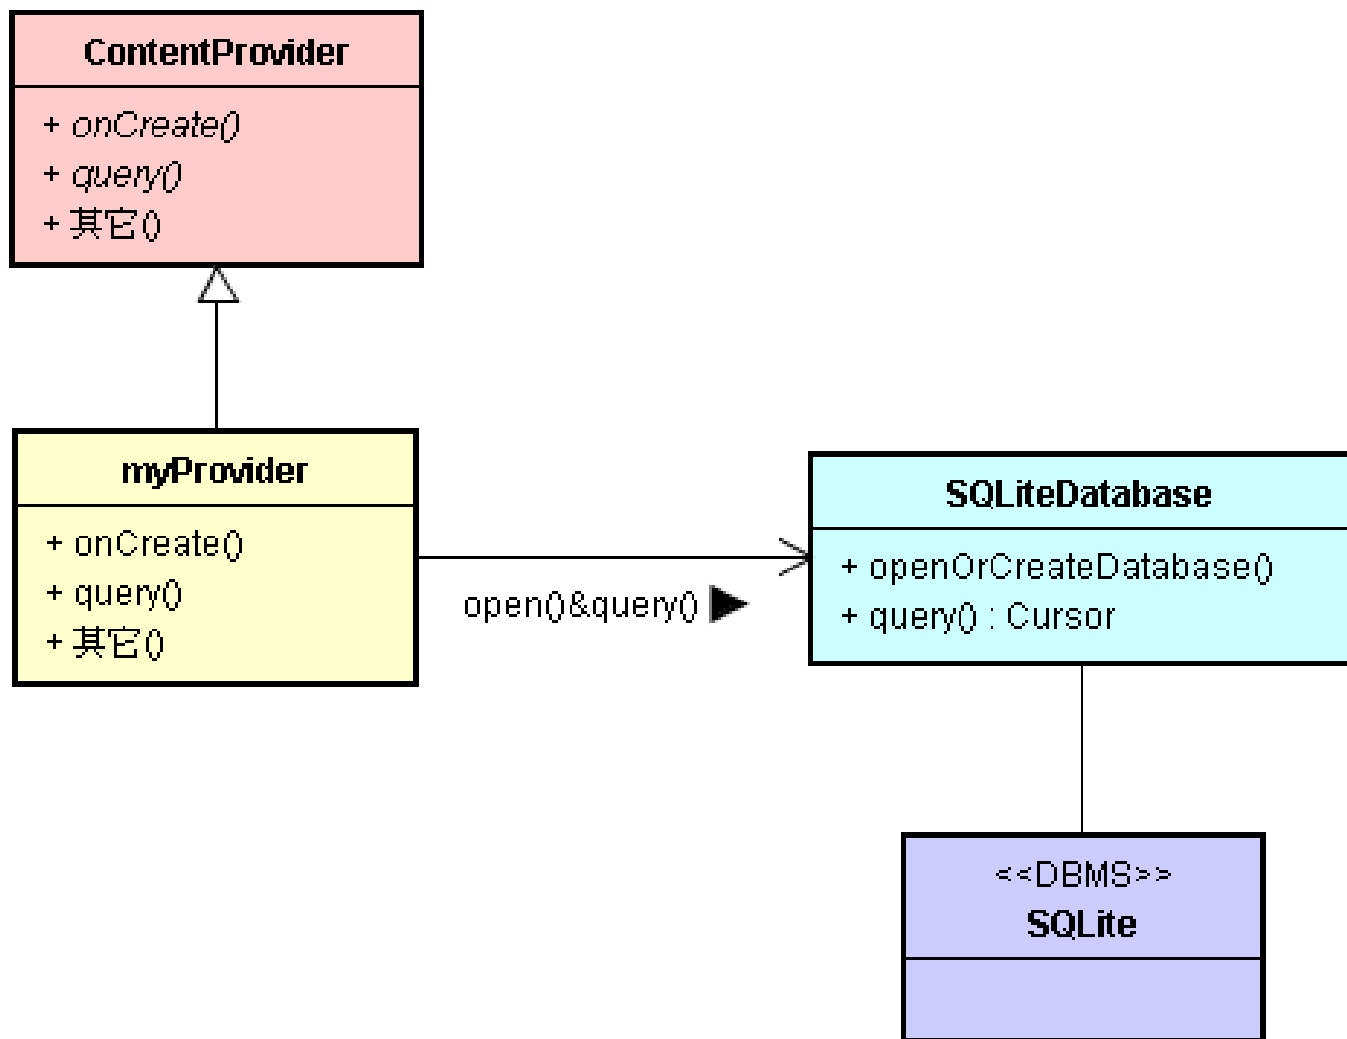 ContentProvider
+ onCreate()
+ query()
+ 其它()
myProvider
+ onCreate()
+ query()
+ 其它()
open()&query()
SQLiteDatabase
+ openOrCreateDatabase()
+ query() : Cursor
<<DBMS>>
SQLite